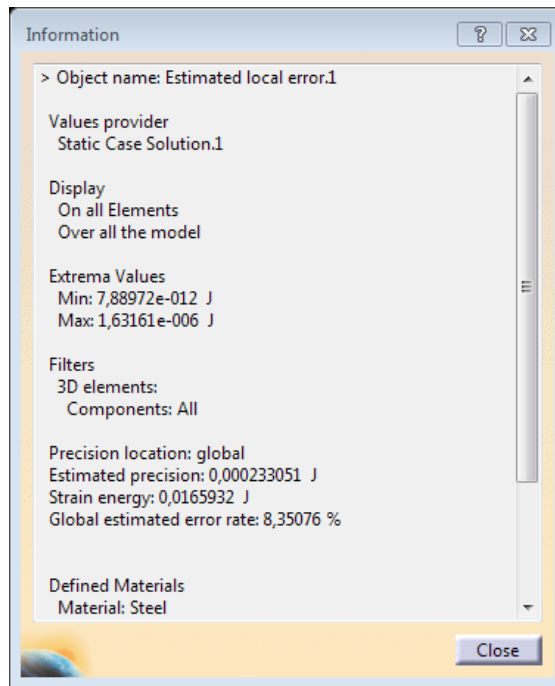 Information
> Object name: Estimated local error.1
Values provider
Static Case Solution.1
Display
On all Elements
Over all the model
Extrema Values
Min: 7,88972e-012 J
Max: 1,63161e-006 J
Filters
3D elements:
Components: All
Precision location: global
Estimated precision: 0,000233051 J
Strain energy: 0,0165932 J
Global estimated error rate: 8,35076 %
Defined Materials
Material: Steel
Close